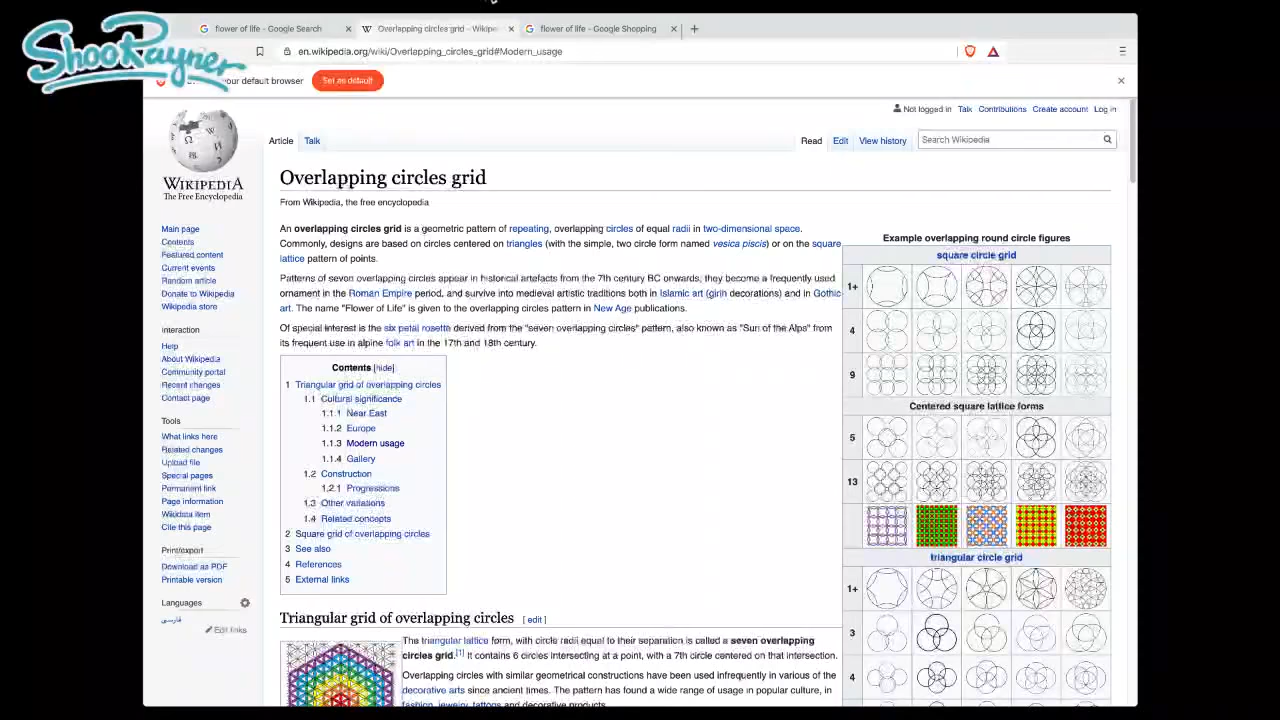 ShooRayner
flower of life - Google Search
Overlapping circles grid - Wikipe
flower of life - Google Shopping
en.wikipedia.org/wiki/Overlapping_circles_grid#Modern_usage
your default browser
Set as default
Not logged in Talk Contributions Create account Log in
Article Talk
Read Edit View history
Search Wikipedia
WIKIPEDIA
The Free Encyclopedia
Main page
Contents
Featured content
Current events
Random article
Donate to Wikipedia
Wikipedia store
Interaction
Help
About Wikipedia
Community portal
Recent changes
Contact page
Tools
What links here
Related changes
Upload file
Special pages
Permanent link
Page information
Wikidata item
Cite this page
Print/export
Download as PDF
Printable version
Languages
فارسی
Edit links
Overlapping circles grid
From Wikipedia, the free encyclopedia
An overlapping circles grid is a geometric pattern of repeating, overlapping circles of equal radii in two-dimensional space.
Commonly, designs are based on circles centered on triangles (with the simple, two circle form named vesica piscis) or on the square
lattice pattern of points.
Patterns of seven overlapping circles appear in historical artefacts from the 7th century BC onwards, they become a frequently used
ornament in the Roman Empire period, and survive into medieval artistic traditions both in Islamic art (girih decorations) and in Gothic
art. The name "Flower of Life" is given to the overlapping circles pattern in New Age publications.
Of special interest is the six petal rosette derived from the "seven overlapping circles" pattern, also known as "Sun of the Alps" from
its frequent use in alpine folk art in the 17th and 18th century.
Contents [hide]
1 Triangular grid of overlapping circles
1.1 Cultural significance
1.1.1 Near East
1.1.2 Europe
1.1.3 Modern usage
1.1.4 Gallery
1.2 Construction
1.2.1 Progressions
1.3 Other variations
1.4 Related concepts
2 Square grid of overlapping circles
3 See also
4 References
5 External links
Triangular grid of overlapping circles [ edit ]
The triangular lattice form, with circle radii equal to their separation is called a seven overlapping
circles grid.[1] It contains 6 circles intersecting at a point, with a 7th circle centered on that intersection.
Overlapping circles with similar geometrical constructions have been used infrequently in various of the
decorative arts since ancient times. The pattern has found a wide range of usage in popular culture, in
fashion, jewelry, tattoos and decorative products.
Example overlapping round circle figures
square circle grid
1+
4
9
Centered square lattice forms
5
13
triangular circle grid
1+
3
4